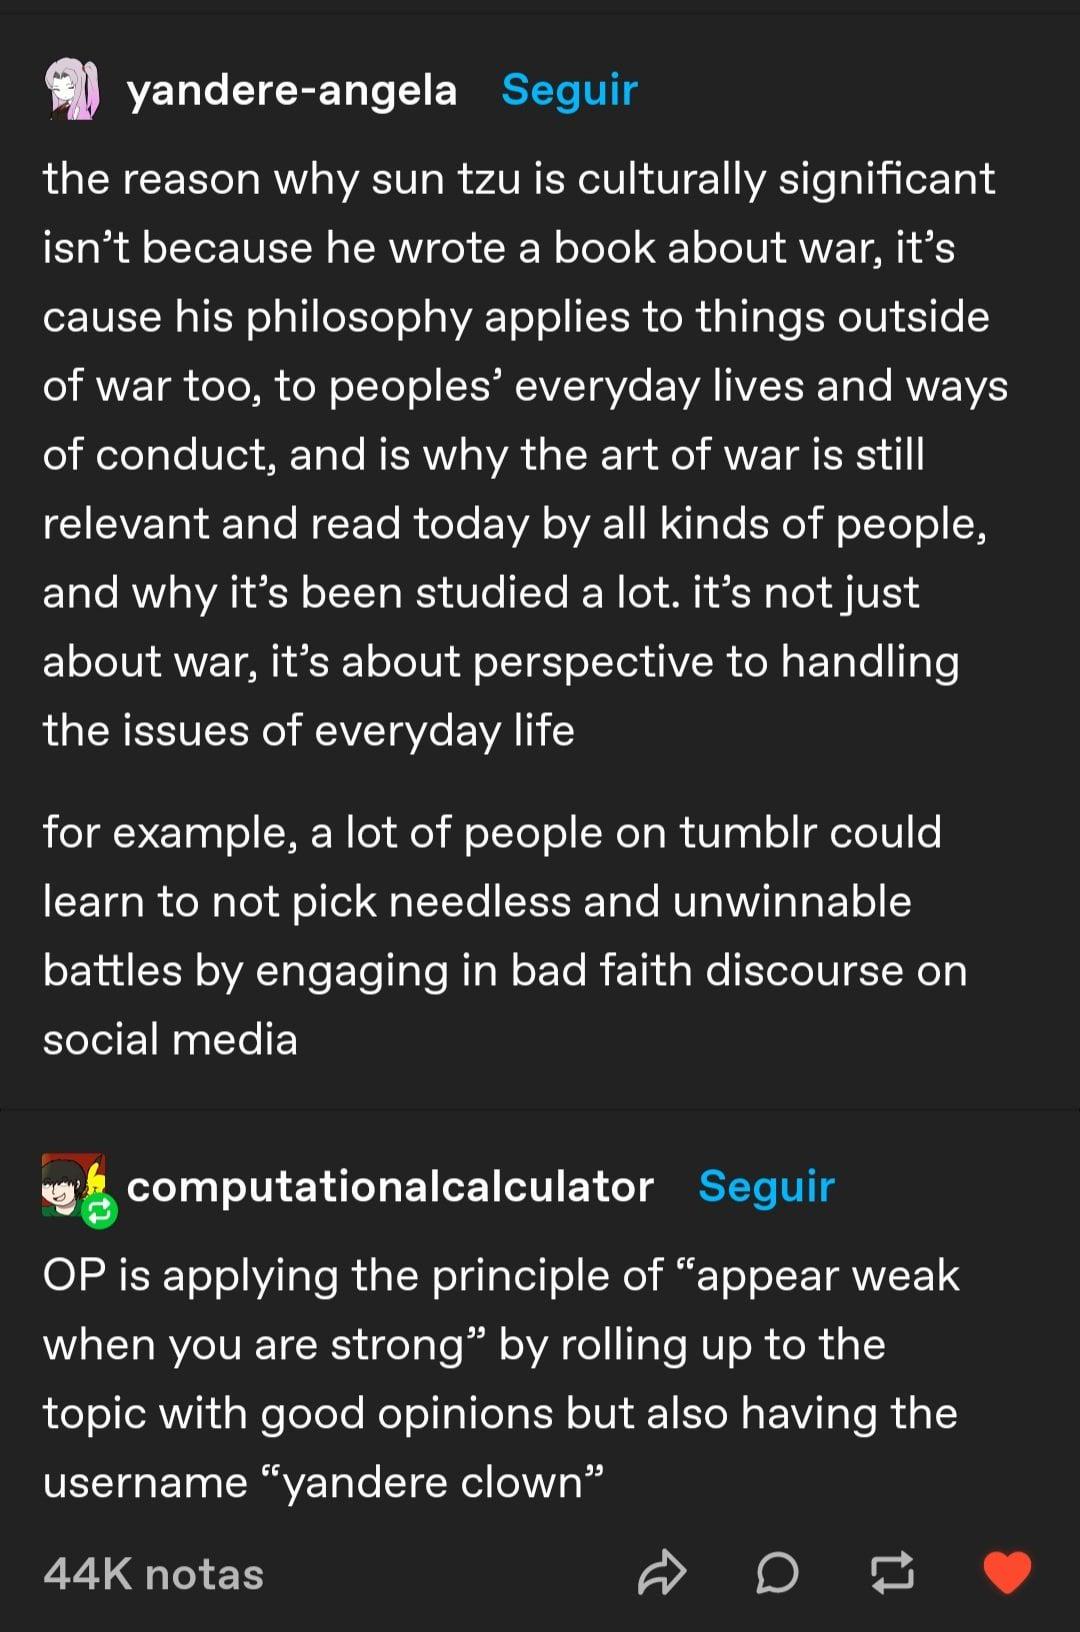 yandere-angela Seguir
the reason why sun tzu is culturally significant
isn’t because he wrote a book about war, it’s
cause his philosophy applies to things outside
of war too, to peoples’ everyday lives and ways
of conduct, and is why the art of war is still
relevant and read today by all kinds of people,
and why it’s been studied a lot. it’s not just
about war, it’s about perspective to handling
the issues of everyday life
for example, a lot of people on tumblr could
learn to not pick needless and unwinnable
battles by engaging in bad faith discourse on
social media
computationalcalculator Seguir
OP is applying the principle of “appear weak
when you are strong” by rolling up to the
topic with good opinions but also having the
username “yandere clown”
44K notas